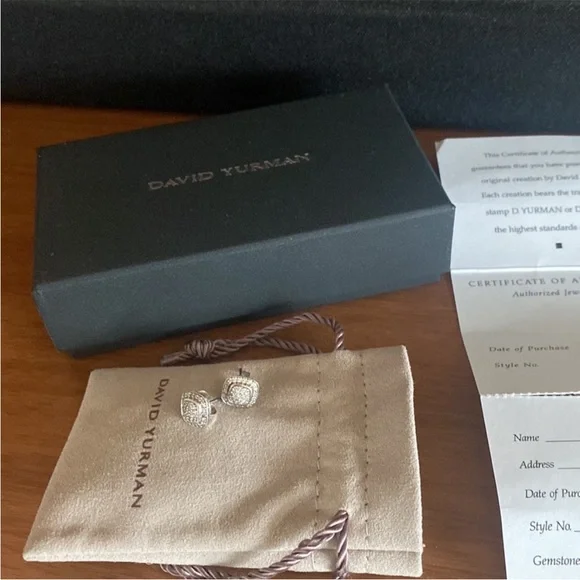 DAVID YURMAN
This Certificate of Authen
guarantees that you have pur
original creation by David
Each creation bears the tra
stamp D.YURMAN or D
the highest standards
CERTIFICATE OF A
Authorized Jew
Date of Purchase
Style No.
DAVID YURMAN
Name
Address
Date of Purc
Style No.
Gemstone